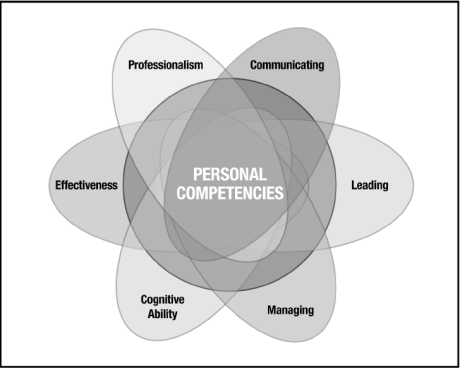 Professionalism
Communicating
PERSONAL
COMPETENCIES
Effectiveness
Leading
Cognitive
Ability
Managing